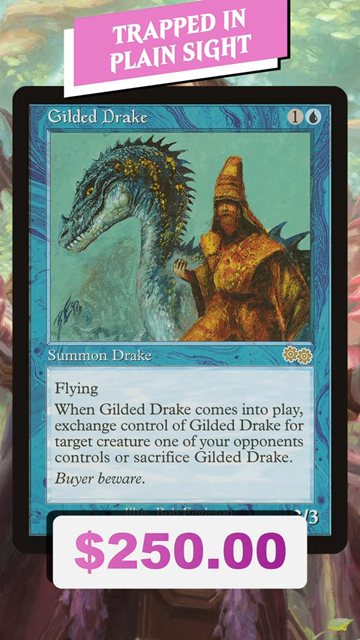 TRAPPED IN
PLAIN SIGHT
Gilded Drake
1
Summon Drake
Flying
When Gilded Drake comes into play,
exchange control of Gilded Drake for
target creature one of your opponents
controls or sacrifice Gilded Drake.
Buyer beware.
/3
$250.00